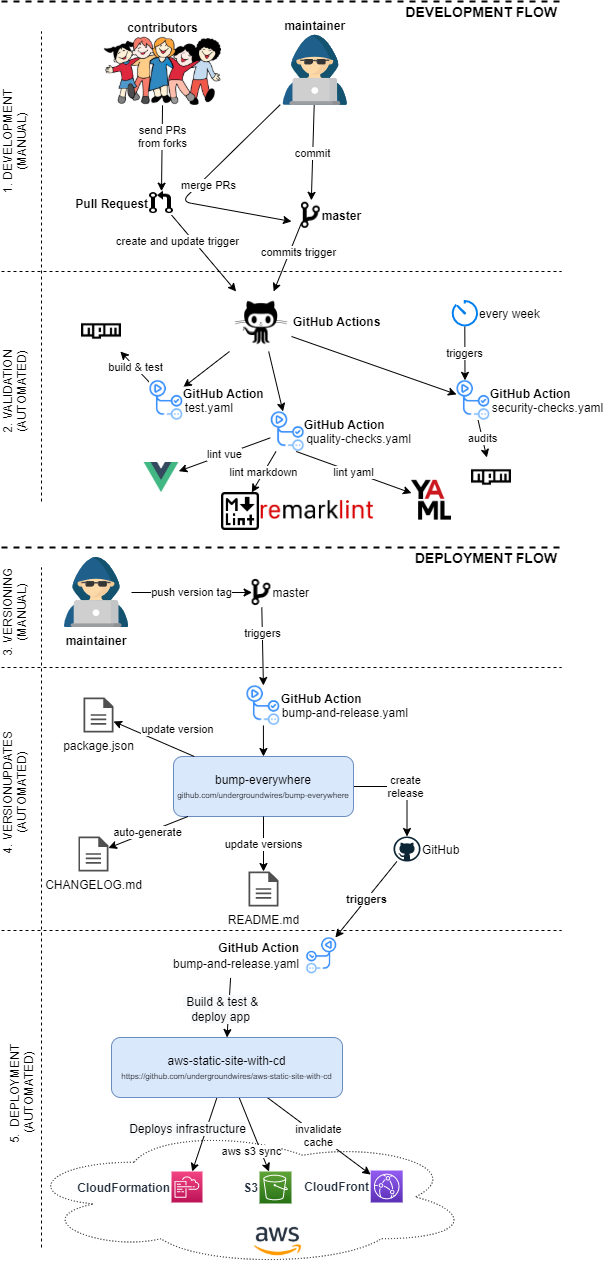 DEVELOPMENT FLOW
contributors
maintainer
1. DEVELOPMENT
(MANUAL)
send PRs
from forks
commit
merge PRs
Pull Request
master
create and update trigger
commits trigger
2. VALIDATION
(AUTOMATED)
GitHub Actions
every week
npm
build & test
triggers
GitHub Action
test.yaml
GitHub Action
security-checks.yaml
GitHub Action
quality-checks.yaml
audits
lint vue
lint markdown
lint yaml
npm
M
Lint
remarklint
YA
ML
DEPLOYMENT FLOW
3. VERSIONING
(MANUAL)
push version tag
master
maintainer
triggers
4. VERSIONUPDATES
(AUTOMATED)
GitHub Action
bump-and-release.yaml
update version
package.json
bump-everywhere
github.com/undergroundwires/bump-everywhere
create
release
auto-generate
update versions
GitHub
CHANGELOG.md
README.md
triggers
5. DEPLOYMENT
(AUTOMATED)
GitHub Action
bump-and-release.yaml
Build & test &
deploy app
aws-static-site-with-cd
https://github.com/undergroundwires/aws-static-site-with-cd
Deploys infrastructure
aws s3 sync
invalidate
cache
CloudFormation
S3
CloudFront
aws